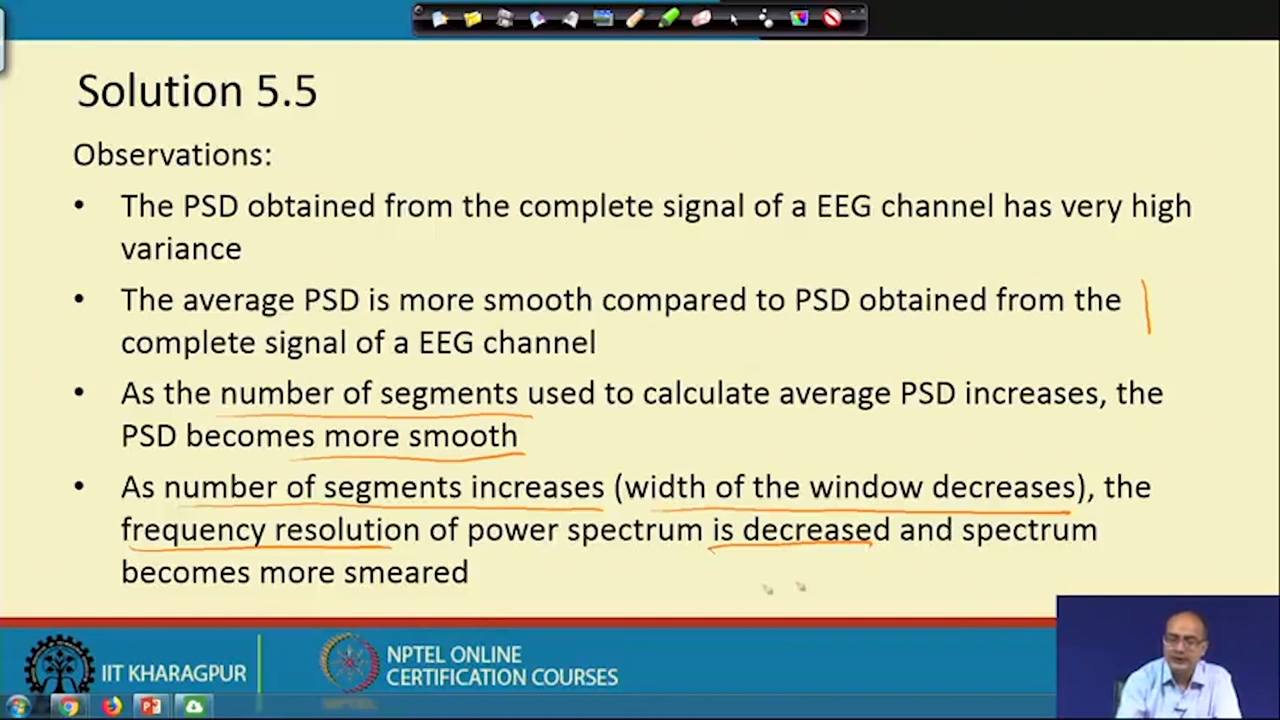 Solution 5.5
Observations:
• The PSD obtained from the complete signal of a EEG channel has very high
variance
• The average PSD is more smooth compared to PSD obtained from the
complete signal of a EEG channel
• As the number of segments used to calculate average PSD increases, the
PSD becomes more smooth
• As number of segments increases (width of the window decreases), the
frequency resolution of power spectrum is decreased and spectrum
becomes more smeared
IIT KHARAGPUR
NPTEL ONLINE
CERTIFICATION COURSES